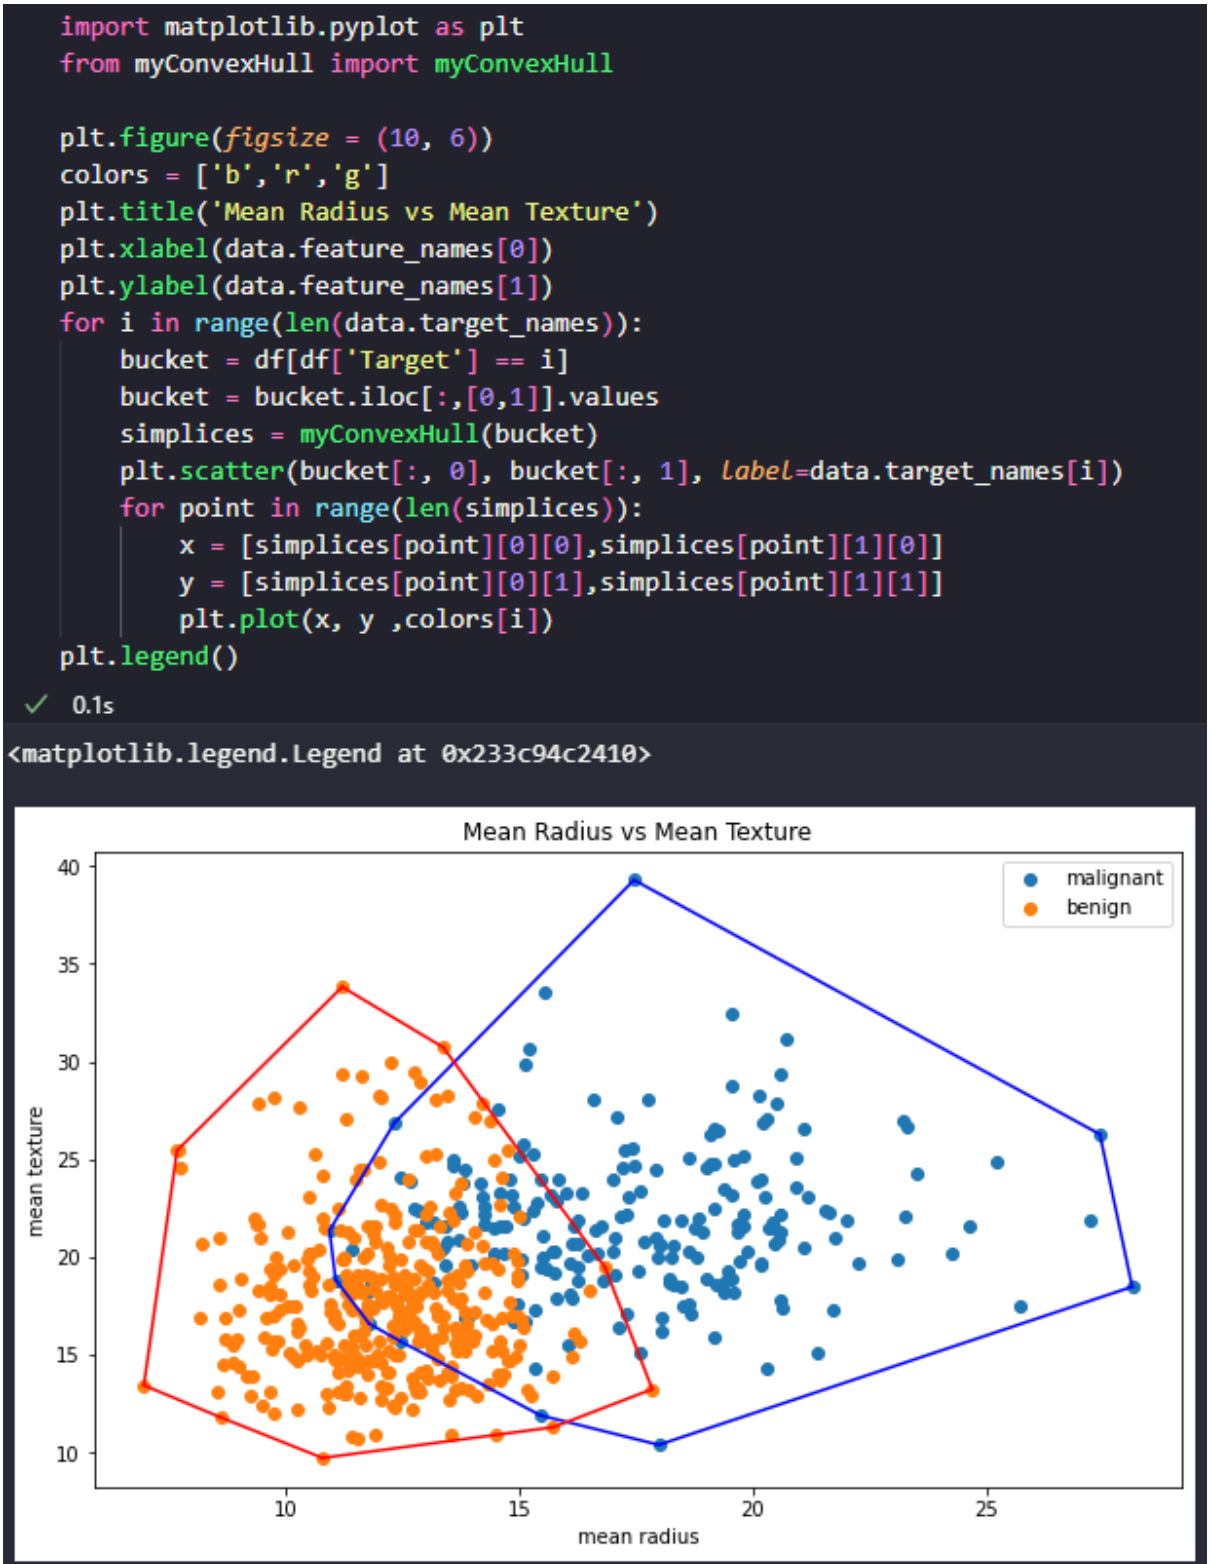 import matplotlib.pyplot as plt
from myConvexHull import myConvexHull
plt.figure(figsize = (10, 6))
colors = ['b','r','g']
plt.title('Mean Radius vs Mean Texture')
plt.xlabel(data.feature_names[0])
plt.ylabel(data.feature_names[1])
for i in range(len(data.target_names)):
    bucket = df[df['Target'] == i]
    bucket = bucket.iloc[:,[0,1]].values
    simplices = myConvexHull(bucket)
    plt.scatter(bucket[:, 0], bucket[:, 1], label=data.target_names[i])
    for point in range(len(simplices)):
        x = [simplices[point][0][0],simplices[point][1][0]]
        y = [simplices[point][0][1],simplices[point][1][1]]
        plt.plot(x, y ,colors[i])
plt.legend()
✓ 0.1s
<matplotlib.legend.Legend at 0x233c94c2410>
Mean Radius vs Mean Texture
malignant
benign
40
35
30
25
20
15
10
mean texture
10 15 20 25
mean radius